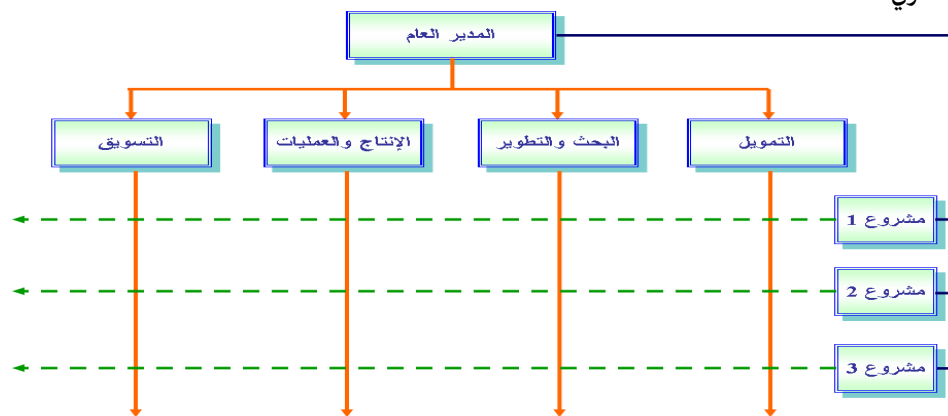 المدير العام
التمويل
البحث والتطوير
الإنتاج والعمليات
التسويق
مشروع 1
مشروع 2
مشروع 3